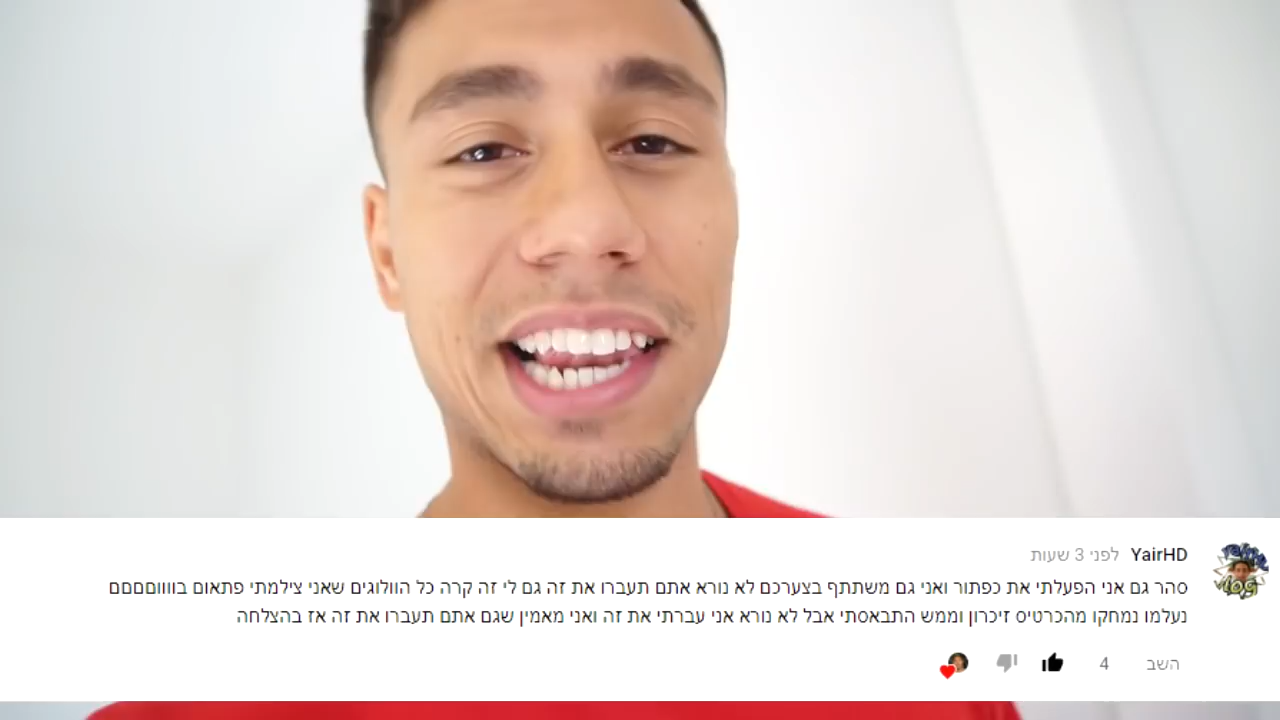 YairHD לפני 3 שעות
סהר גם אני הפעלתי את כפתור ואני גם משתתף בצערכם לא נורא אתם תעברו את זה גם לי זה קרה כל הוולוגים שאני צילמתי פתאום בוווווםםםם
נעלמו נמחקו מהכרטיס זיכרון וממש התבאסתי אבל לא נורא אני עברתי את זה ואני מאמין שגם אתם תעברו את זה אז בהצלחה
השב 4